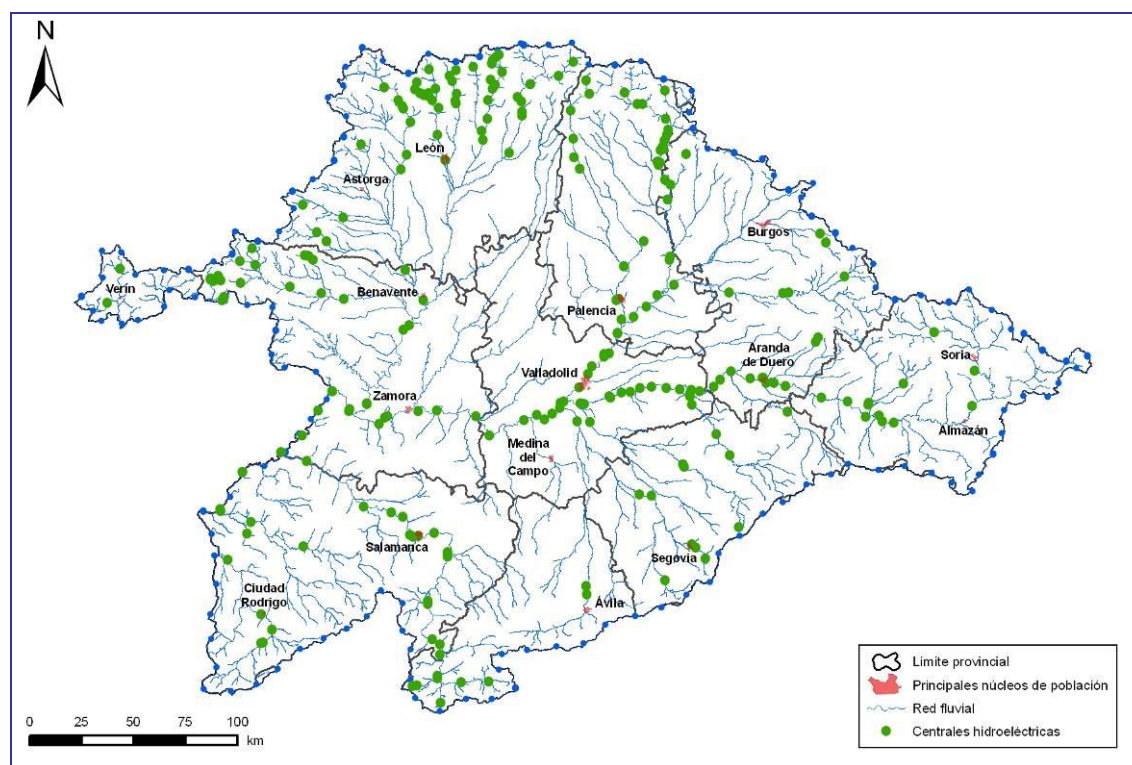 N
León
Astorga
Burgos
Verín
Benavente
Palencia
Aranda
de Duero
Soria
Valladolid
Zamora
Almazán
Medina
del
Campo
Salamanca
Segovia
Ciudad
Rodrigo
Ávila
Limite provincial
Principales núcleos de población
Red fluvial
Centrales hidroeléctricas
0 25 50 75 100
km